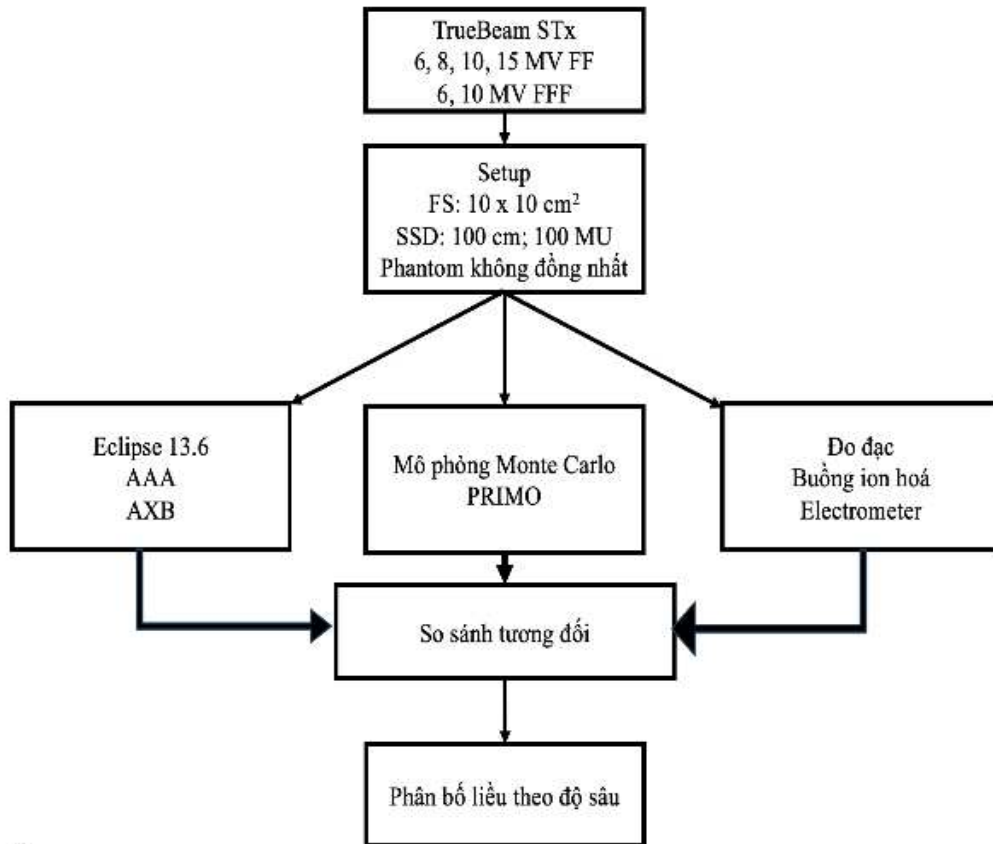 TrueBeam STx
6, 8, 10, 15 MV FF
6, 10 MV FFF
Setup
FS: 10 x 10 cm²
SSD: 100 cm; 100 MU
Phantom không đồng nhất
Eclipse 13.6
AAA
AXB
Mô phỏng Monte Carlo
PRIMO
Đo đạc
Buồng ion hoá
Electrometer
So sánh tương đối
Phân bố liều theo độ sâu